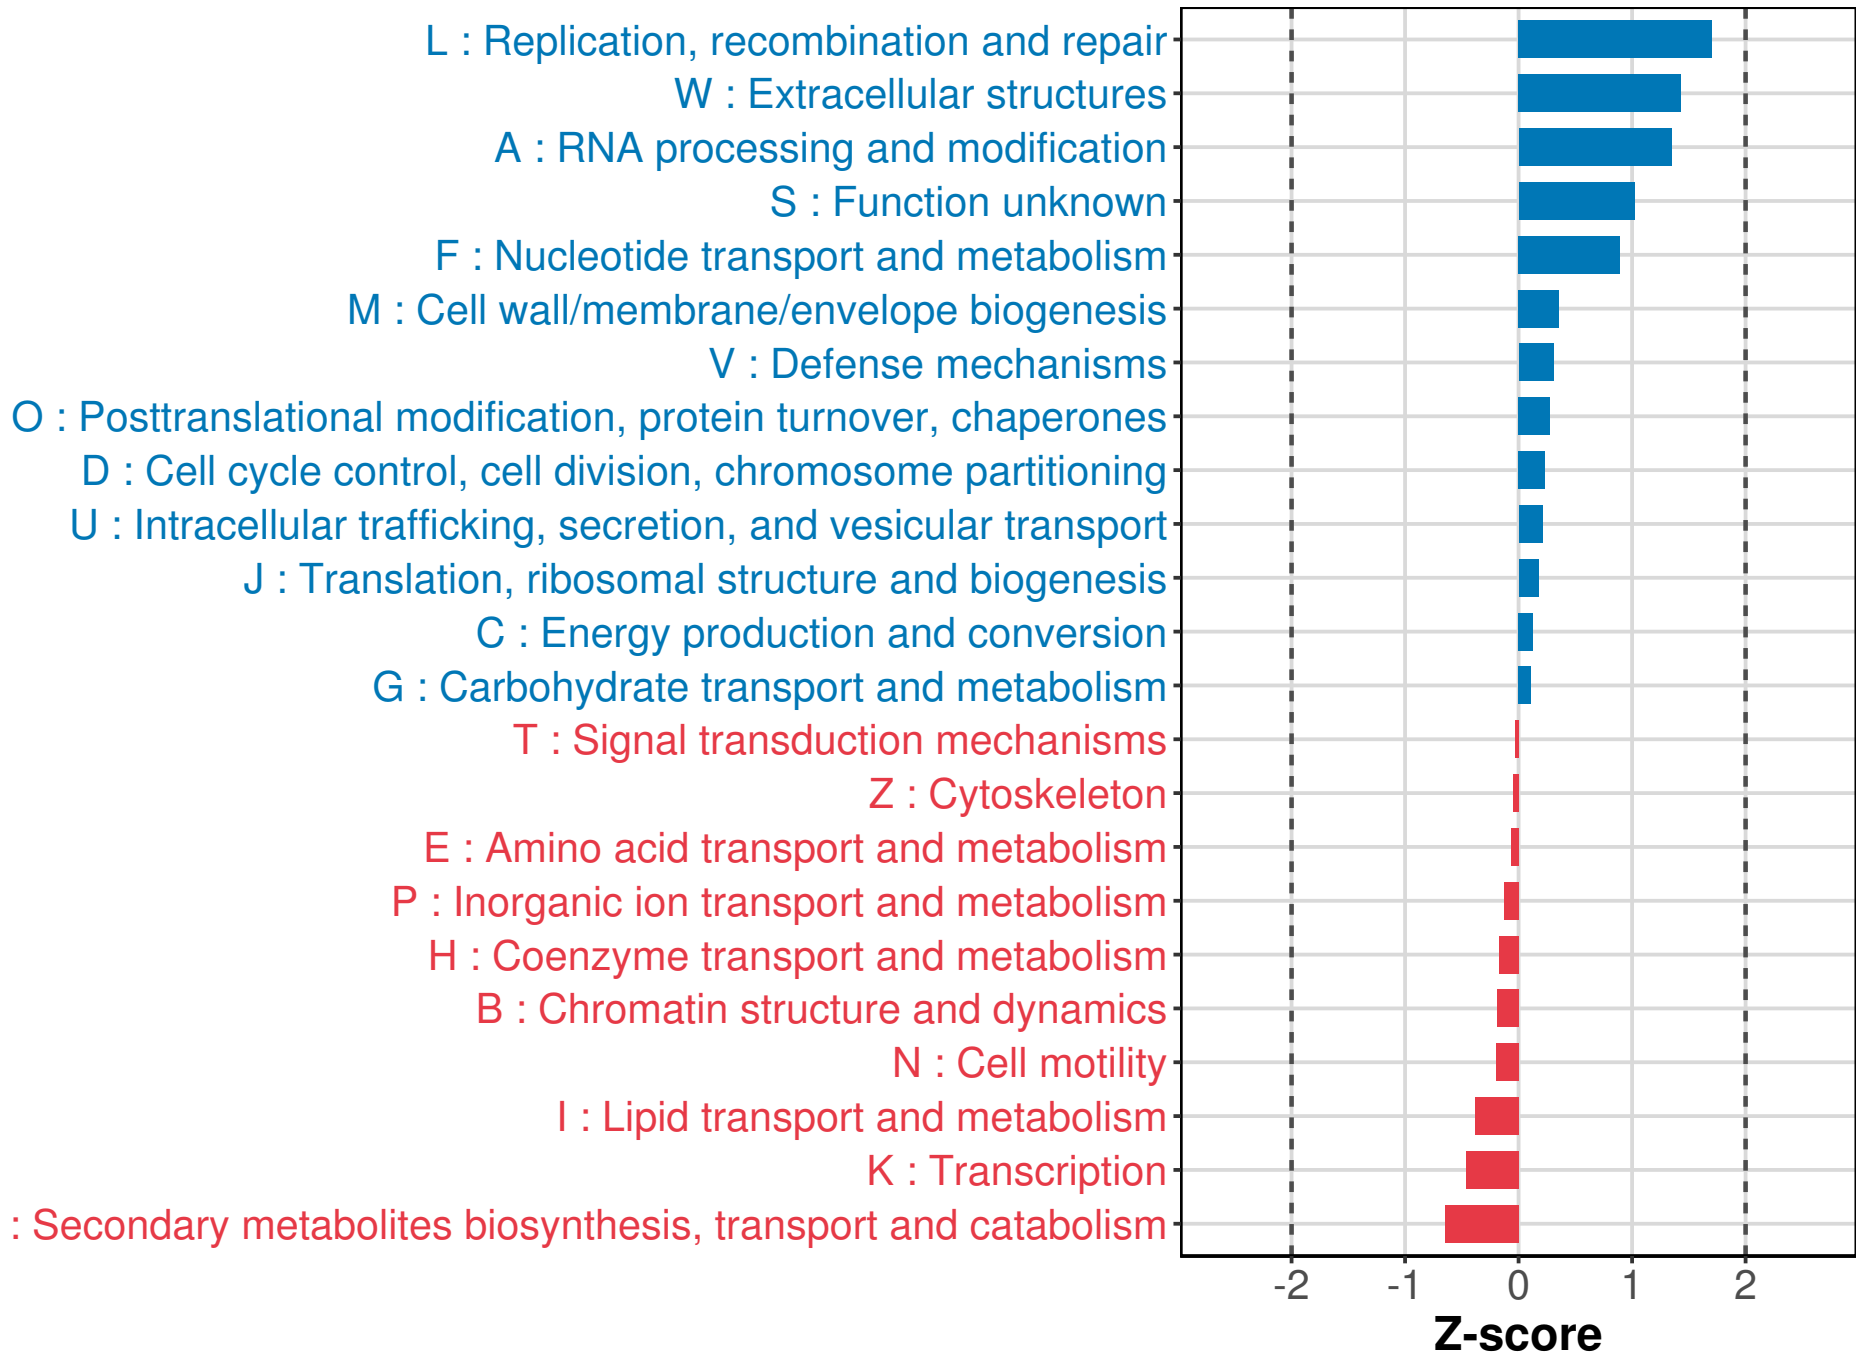 L : Replication, recombination and repair
W : Extracellular structures
A : RNA processing and modification
S : Function unknown
F : Nucleotide transport and metabolism
M : Cell wall/membrane/envelope biogenesis
V : Defense mechanisms
O : Posttranslational modification, protein turnover, chaperones
D : Cell cycle control, cell division, chromosome partitioning
U : Intracellular trafficking, secretion, and vesicular transport
J : Translation, ribosomal structure and biogenesis
C : Energy production and conversion
G : Carbohydrate transport and metabolism
T : Signal transduction mechanisms
Z : Cytoskeleton
E : Amino acid transport and metabolism
P : Inorganic ion transport and metabolism
H : Coenzyme transport and metabolism
B : Chromatin structure and dynamics
N : Cell motility
I : Lipid transport and metabolism
K : Transcription
: Secondary metabolites biosynthesis, transport and catabolism
-2 -1 0 1 2
Z-score